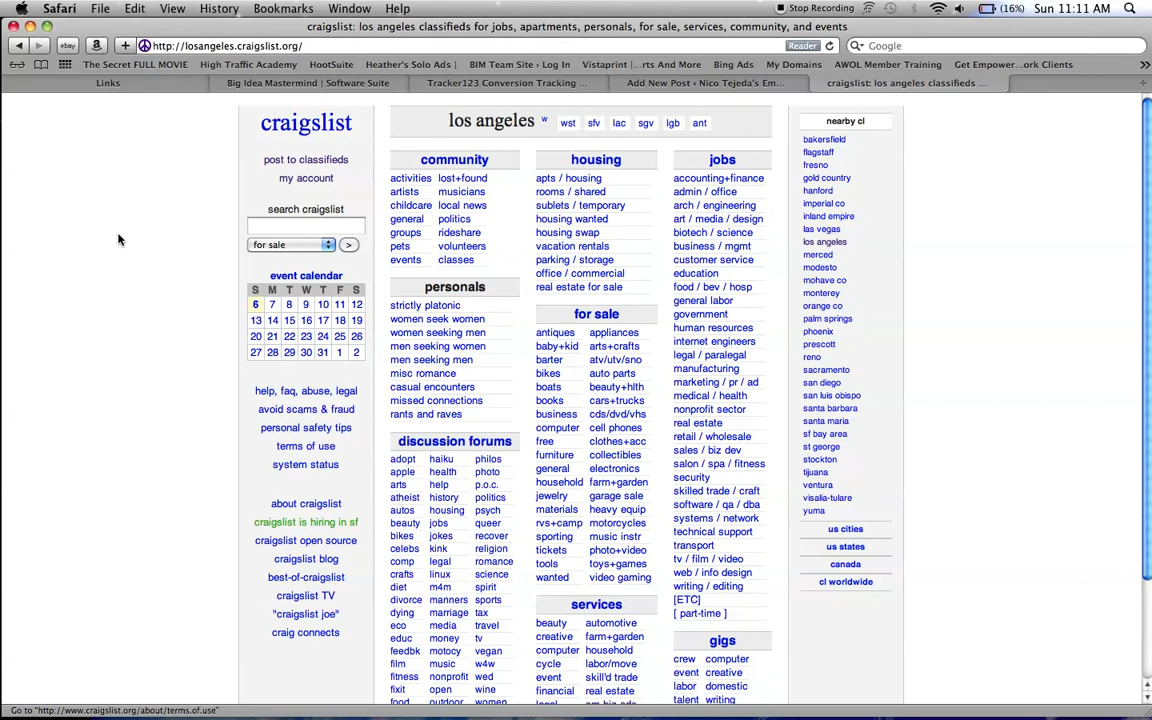 Safari File Edit View History Bookmarks Window Help Stop Recording (16%) Sun 11:11 AM
craigslist: los angeles classifieds for jobs, apartments, personals, for sale, services, community, and events
ebay a + http://losangeles.craigslist.org/ Reader Google
The Secret FULL MOVIE High Traffic Academy HootSuite Heather's Solo Ads BIM Team Site › Log In Vistaprint |...rts And More Bing Ads My Domains AWOL Member Training Get Empower...ork Clients
Links Big Idea Mastermind | Software Suite Tracker123 Conversion Tracking ... Add New Post ‹ Nico Tejeda's Em... craigslist: los angeles classifieds ...
craigslist
post to classifieds
my account
search craigslist
for sale >
event calendar
S M T W T F S
6 7 8 9 10 11 12
13 14 15 16 17 18 19
20 21 22 23 24 25 26
27 28 29 30 31 1 2
help, faq, abuse, legal
avoid scams & fraud
personal safety tips
terms of use
system status
about craigslist
craigslist is hiring in sf
craigslist open source
craigslist blog
best-of-craigslist
craigslist TV
"craigslist joe"
craig connects
los angeles w wst sfv lac sgv lgb ant
community
activities lost+found
artists musicians
childcare local news
general politics
groups rideshare
pets volunteers
events classes
personals
strictly platonic
women seek women
women seeking men
men seeking women
men seeking men
misc romance
casual encounters
missed connections
rants and raves
discussion forums
adopt haiku philos
apple health photo
arts help p.o.c.
atheist history politics
autos housing psych
beauty jobs queer
bikes jokes recover
celebs kink religion
comp legal romance
crafts linux science
diet m4m spirit
divorce manners sports
dying marriage tax
eco media travel
educ money tv
feedbk motocy vegan
film music w4w
fitness nonprofit wed
fixit open wine
food outdoor women
housing
apts / housing
rooms / shared
sublets / temporary
housing wanted
housing swap
vacation rentals
parking / storage
office / commercial
real estate for sale
for sale
antiques appliances
baby+kid arts+crafts
barter atv/utv/sno
bikes auto parts
boats beauty+hlth
books cars+trucks
business cds/dvd/vhs
computer cell phones
free clothes+acc
furniture collectibles
general electronics
household farm+garden
jewelry garage sale
materials heavy equip
rvs+camp motorcycles
sporting music instr
tickets photo+video
tools toys+games
wanted video gaming
services
beauty automotive
creative farm+garden
computer household
cycle labor/move
event skill'd trade
financial real estate
legal sm biz ads
jobs
accounting+finance
admin / office
arch / engineering
art / media / design
biotech / science
business / mgmt
customer service
education
food / bev / hosp
general labor
government
human resources
internet engineers
legal / paralegal
manufacturing
marketing / pr / ad
medical / health
nonprofit sector
real estate
retail / wholesale
sales / biz dev
salon / spa / fitness
security
skilled trade / craft
software / qa / dba
systems / network
technical support
transport
tv / film / video
web / info design
writing / editing
[ETC]
[ part-time ]
gigs
crew computer
event creative
labor domestic
talent writing
nearby cl
bakersfield
flagstaff
fresno
gold country
hanford
imperial co
inland empire
las vegas
los angeles
merced
modesto
mohave co
monterey
orange co
palm springs
phoenix
prescott
reno
sacramento
san diego
san luis obispo
santa barbara
santa maria
sf bay area
st george
stockton
tijuana
ventura
visalia-tulare
yuma
us cities
us states
canada
cl worldwide
Go to "http://www.craigslist.org/about/terms.of.use"